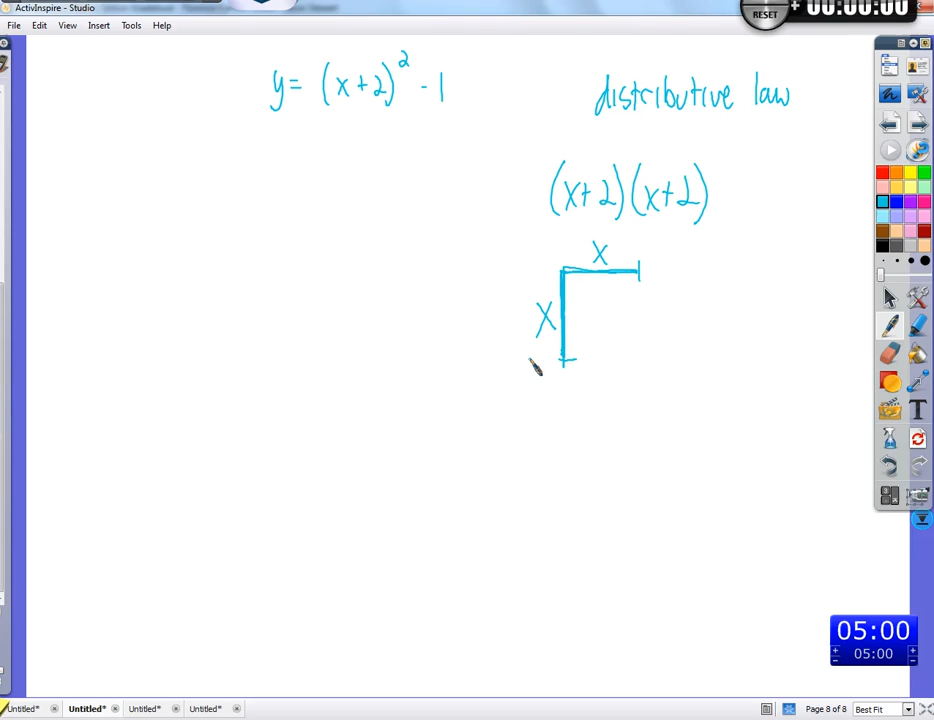 ActivInspire - Studio
RESET
00:00:00
File Edit View Insert Tools Help
y = (x+2)² - 1
distributive law
(x+2)(x+2)
X
X
05:00
05:00
Untitled* Untitled* Untitled* Untitled*
Page 8 of 8
Best Fit